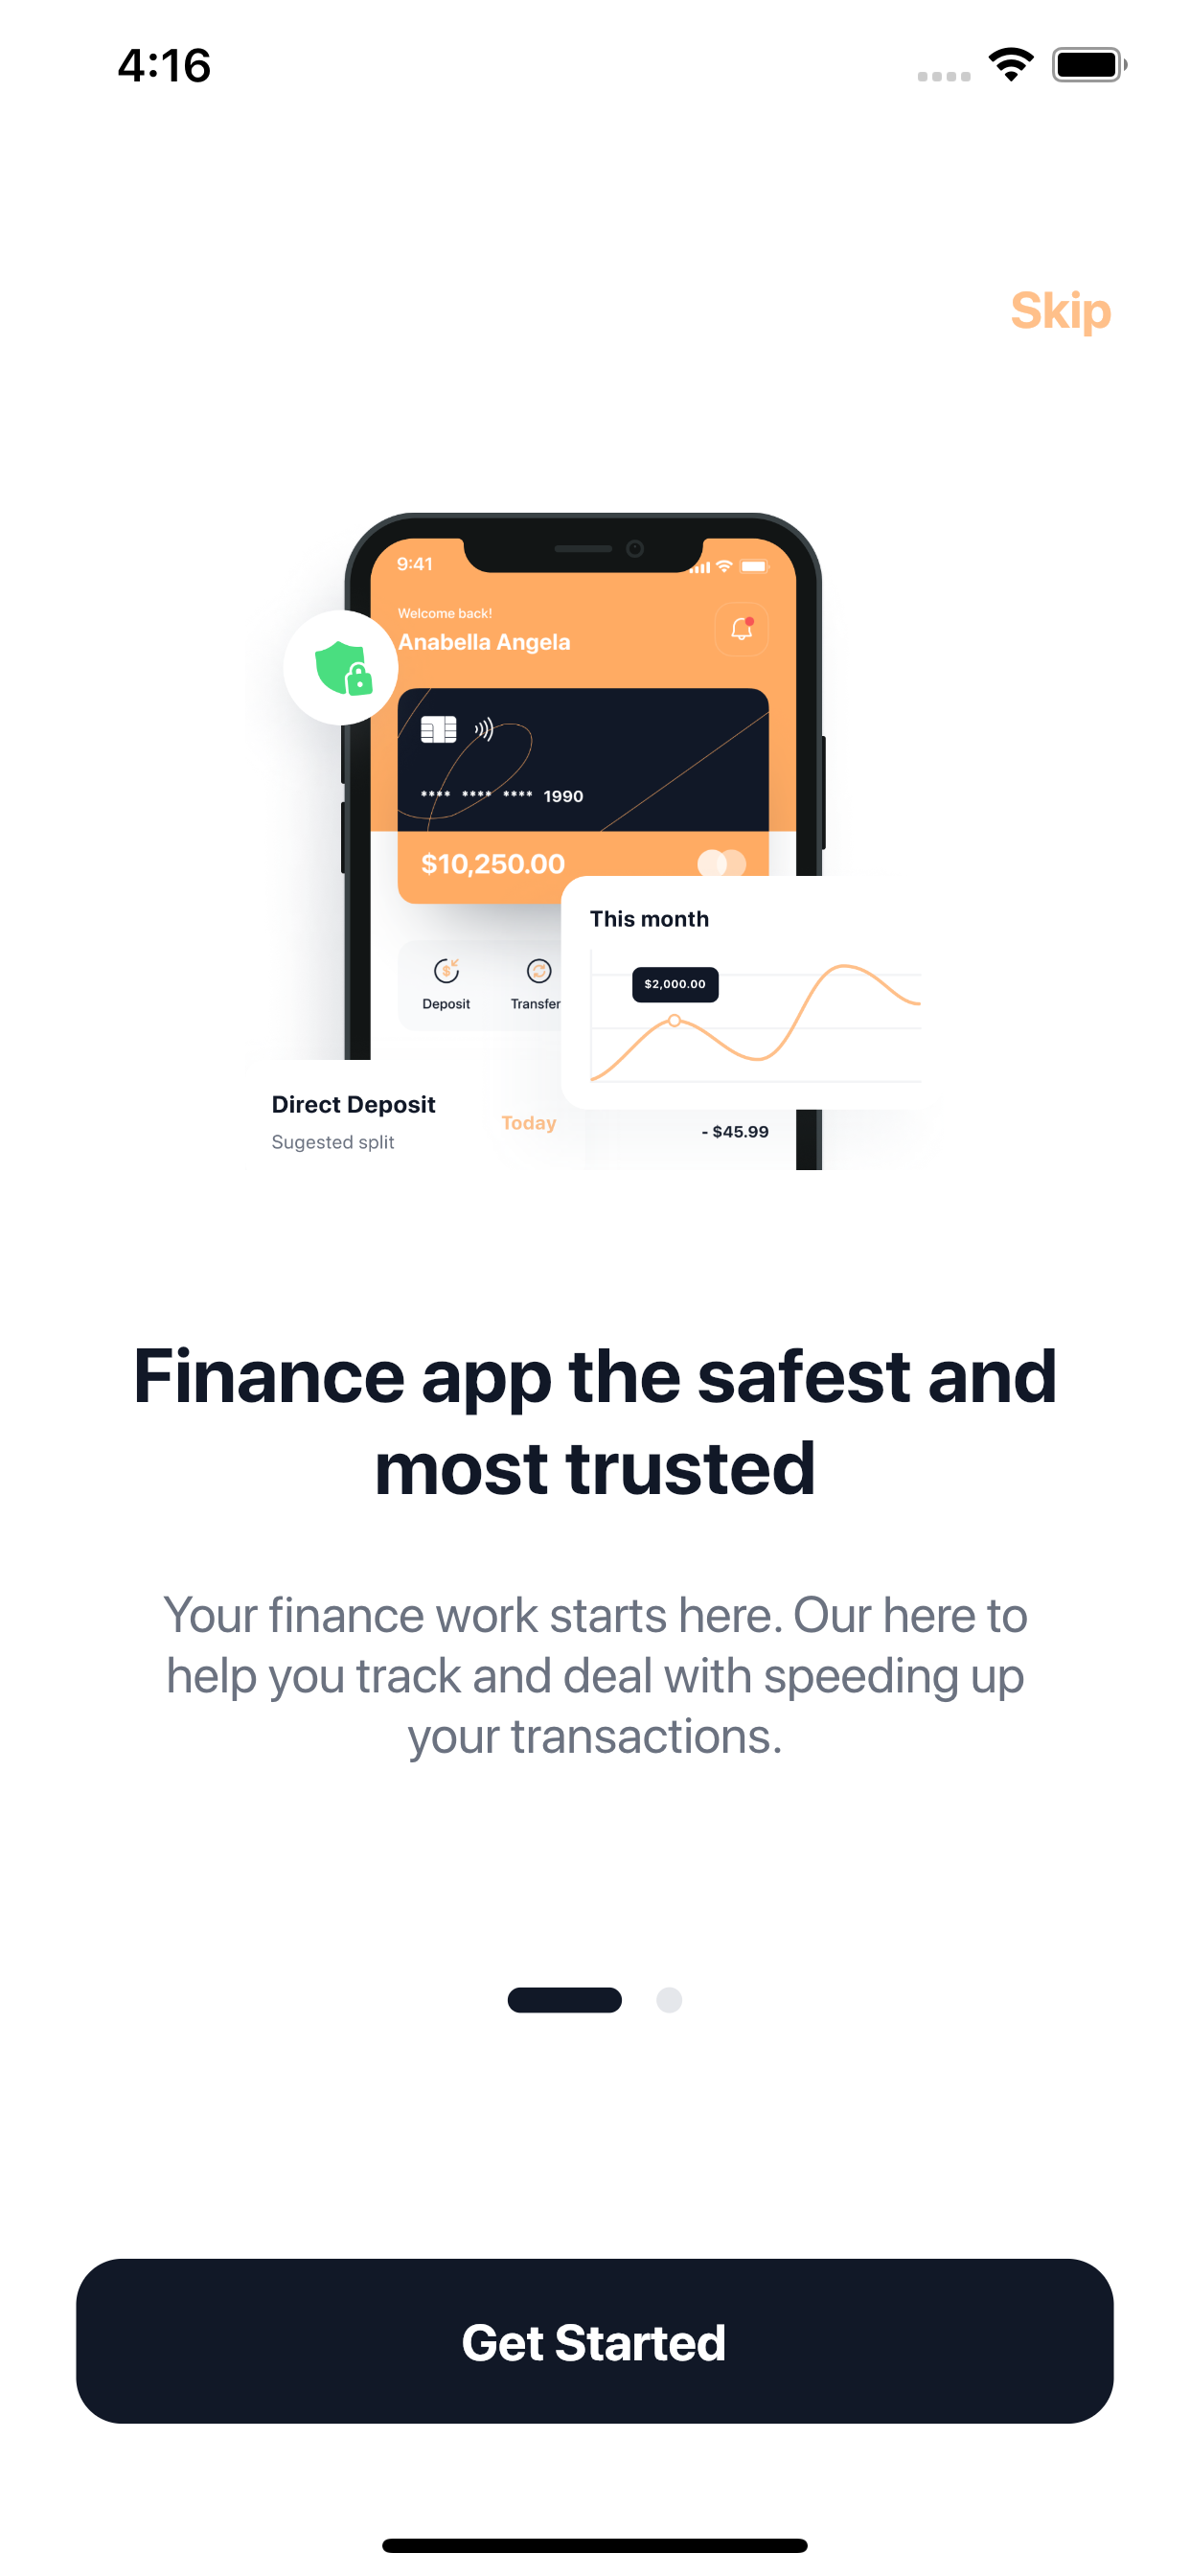 4:16
Skip
9:41
Welcome back!
Anabella Angela
**** **** **** 1990
$10,250.00
This month
$2,000.00
Deposit Transfer
Direct Deposit
Today
Sugested split
- $45.99
Finance app the safest and
most trusted
Your finance work starts here. Our here to
help you track and deal with speeding up
your transactions.
Get Started